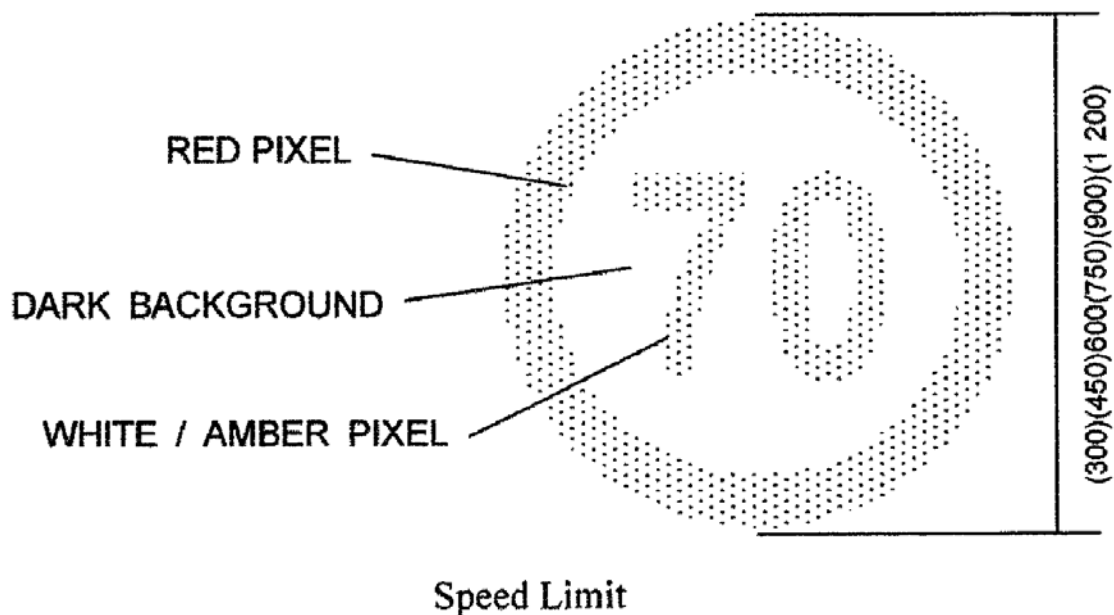 RED PIXEL
70
DARK BACKGROUND
WHITE / AMBER PIXEL
(300)(450)600(750)(900)(1 200)
Speed Limit